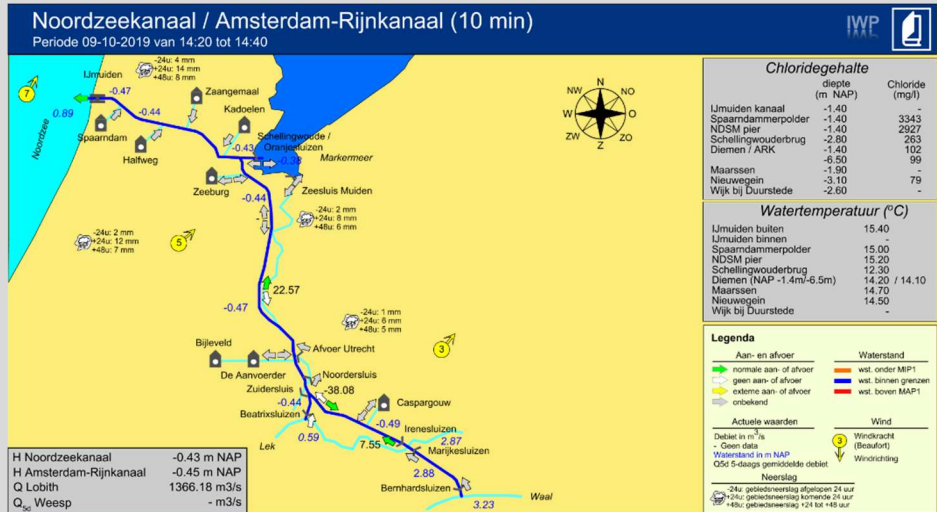 Noordzeekanaal / Amsterdam-Rijnkanaal (10 min)
Periode 09-10-2019 van 14:20 tot 14:40
IWP
-24u: 4 mm
+24u: 14 mm
+48u: 8 mm
7
IJmuiden
-0.47
0.89
Noordzee
-0.44
Zaangemaal
Kadoelen
Spaarndam
Halfweg
-0.43
Schellingwoude /
Oranjesluizen
-0.38
Markermeer
Zeeburg
-0.44
Zeesluis Muiden
-
-24u: 2 mm
+24u: 8 mm
+48u: 6 mm
-24u: 2 mm
+24u: 12 mm
+48u: 7 mm
5
22.57
-0.47
-24u: 1 mm
+24u: 6 mm
+48u: 5 mm
3
Bijleveld
Afvoer Utrecht
De Aanvoerder
Noordersluis
Zuidersluis
-38.08
-0.44
Caspargouw
Beatrixsluizen
-0.49
0.59
Lek
Irenesluizen
7.55
2.87
Marijkesluizen
2.88
Bernhardsluizen
Waal
3.23
NW N NO
W O
ZW Z ZO
H Noordzeekanaal -0.43 m NAP
H Amsterdam-Rijnkanaal -0.45 m NAP
Q Lobith 1366.18 m3/s
Q5d Weesp - m3/s
Chloridegehalte
diepte Chloride
(m NAP) (mg/l)
IJmuiden kanaal -1.40 -
Spaarndammerpolder -1.40 3343
NDSM pier -1.40 2927
Schellingwouderbrug -2.80 263
Diemen / ARK -1.40 102
-6.50 99
Maarssen -1.90 -
Nieuwegein -3.10 79
Wijk bij Duurstede -2.60 -
Watertemperatuur (°C)
IJmuiden buiten 15.40
IJmuiden binnen -
Spaarndammerpolder 15.00
NDSM pier 15.20
Schellingwouderbrug 12.30
Diemen (NAP -1.4m/-6.5m) 14.20 / 14.10
Maarssen 14.70
Nieuwegein 14.50
Wijk bij Duurstede -
Legenda
Aan- en afvoer Waterstand
normale aan- of afvoer wst. onder MIP1
geen aan- of afvoer wst. binnen grenzen
externe aan- of afvoer wst. boven MAP1
onbekend
Actuele waarden Wind
Debiet in m³/s
- Geen data
Waterstand in m NAP
Q5d 5-daags gemiddelde debiet
3 Windkracht
(Beaufort)
Windrichting
Neerslag
-24u: gebiedsneerslag afgelopen 24 uur
+24u: gebiedsneerslag komende 24 uur
+48u: gebiedsneerslag +24 tot +48 uur